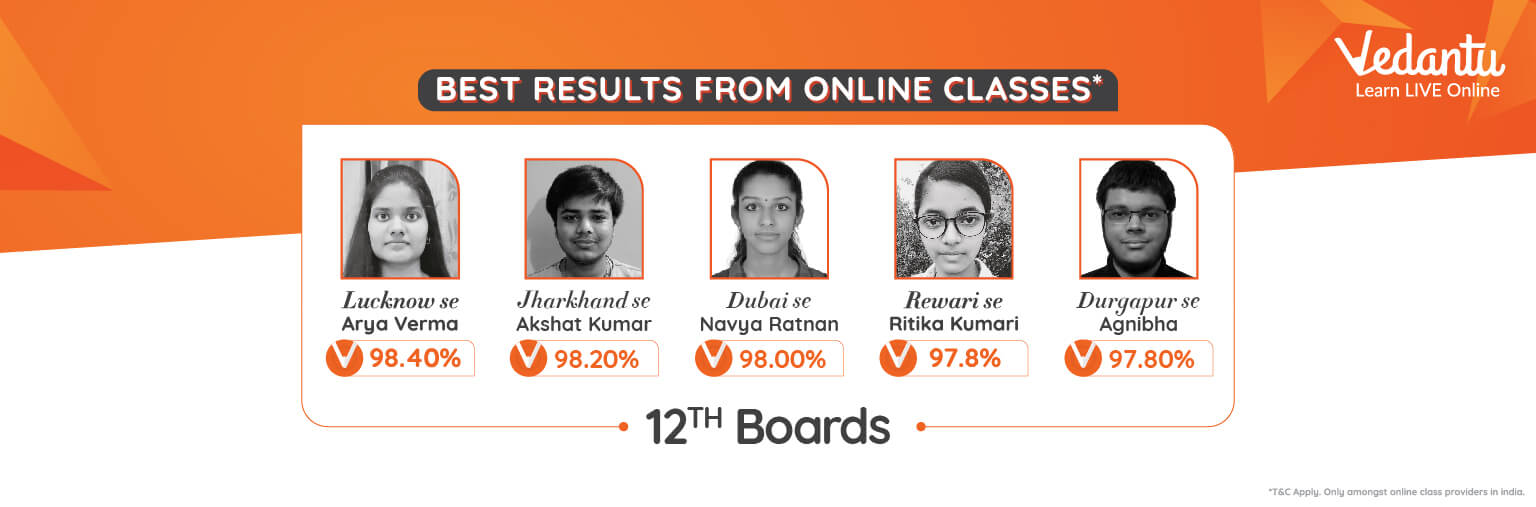 Vedantu
Learn LIVE Online
BEST RESULTS FROM ONLINE CLASSES*
Lucknow se
Arya Verma
98.40%
Jharkhand se
Akshat Kumar
98.20%
Dubai se
Navya Ratnan
98.00%
Rewari se
Ritika Kumari
97.8%
Durgapur se
Agnibha
97.80%
12TH Boards
*T&C Apply. Only amongst online class providers in india.